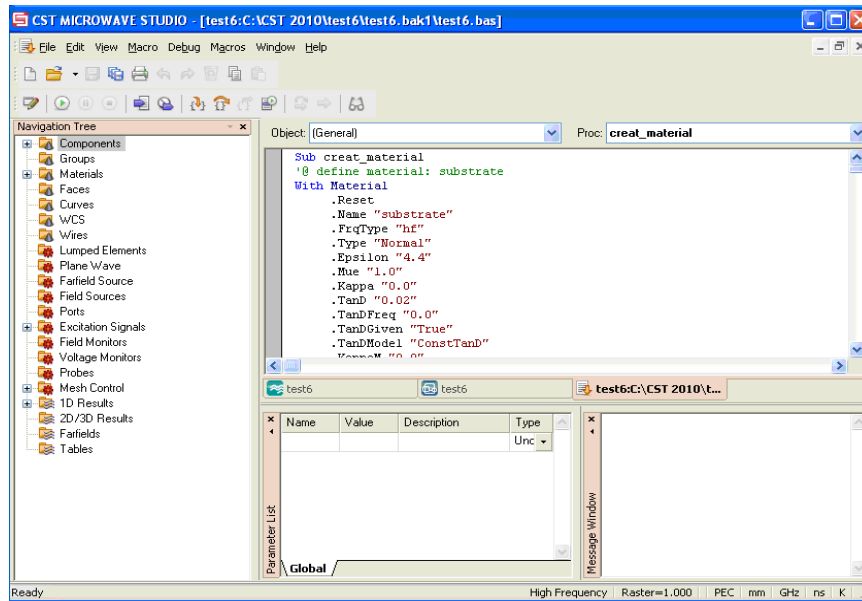 CST MICROWAVE STUDIO - [test6:C:\CST 2010\test6\test6.bak1\test6.bas]
File Edit View Macro Debug Macros Window Help
Navigation Tree
Components
Groups
Materials
Faces
Curves
WCS
Wires
Lumped Elements
Plane Wave
Farfield Source
Field Sources
Ports
Excitation Signals
Field Monitors
Voltage Monitors
Probes
Mesh Control
1D Results
2D/3D Results
Farfields
Tables
Object: (General) Proc: creat_material
Sub creat_material
'@ define material: substrate
With Material
.Reset
.Name "substrate"
.FrqType "hf"
.Type "Normal"
.Epsilon "4.4"
.Mue "1.0"
.Kappa "0.0"
.TanD "0.02"
.TanDFreq "0.0"
.TanDGiven "True"
.TanDModel "ConstTanD"
.KappaM "0.0"
test6 test6 test6:C:\CST 2010\t...
Name Value Description Type
Unc
Parameter List
Global
Message Window
Ready High Frequency Raster=1.000 PEC mm GHz ns K